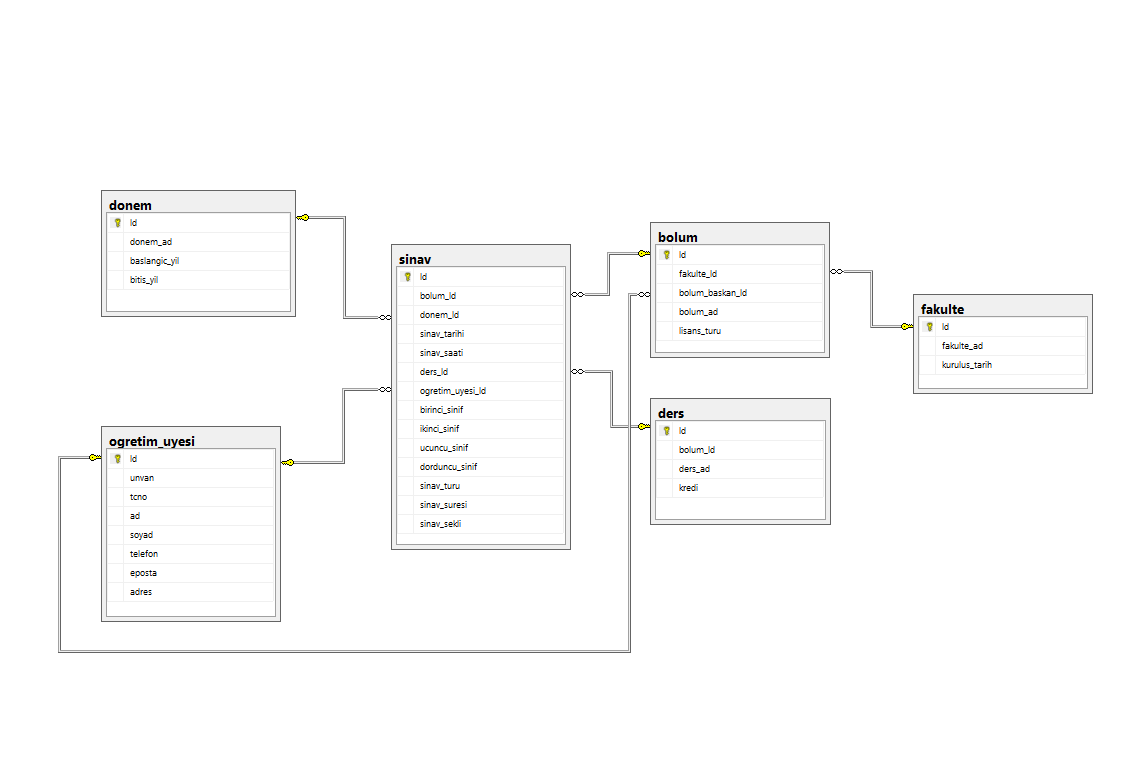 donem
Id
donem_ad
baslangic_yil
bitis_yil
ogretim_uyesi
Id
unvan
tcno
ad
soyad
telefon
eposta
adres
sinav
Id
bolum_Id
donem_Id
sinav_tarihi
sinav_saati
ders_Id
ogretim_uyesi_Id
birinci_sinif
ikinci_sinif
ucuncu_sinif
dorduncu_sinif
sinav_turu
sinav_suresi
sinav_sekli
bolum
Id
fakulte_Id
bolum_baskan_Id
bolum_ad
lisans_turu
ders
Id
bolum_Id
ders_ad
kredi
fakulte
Id
fakulte_ad
kurulus_tarih